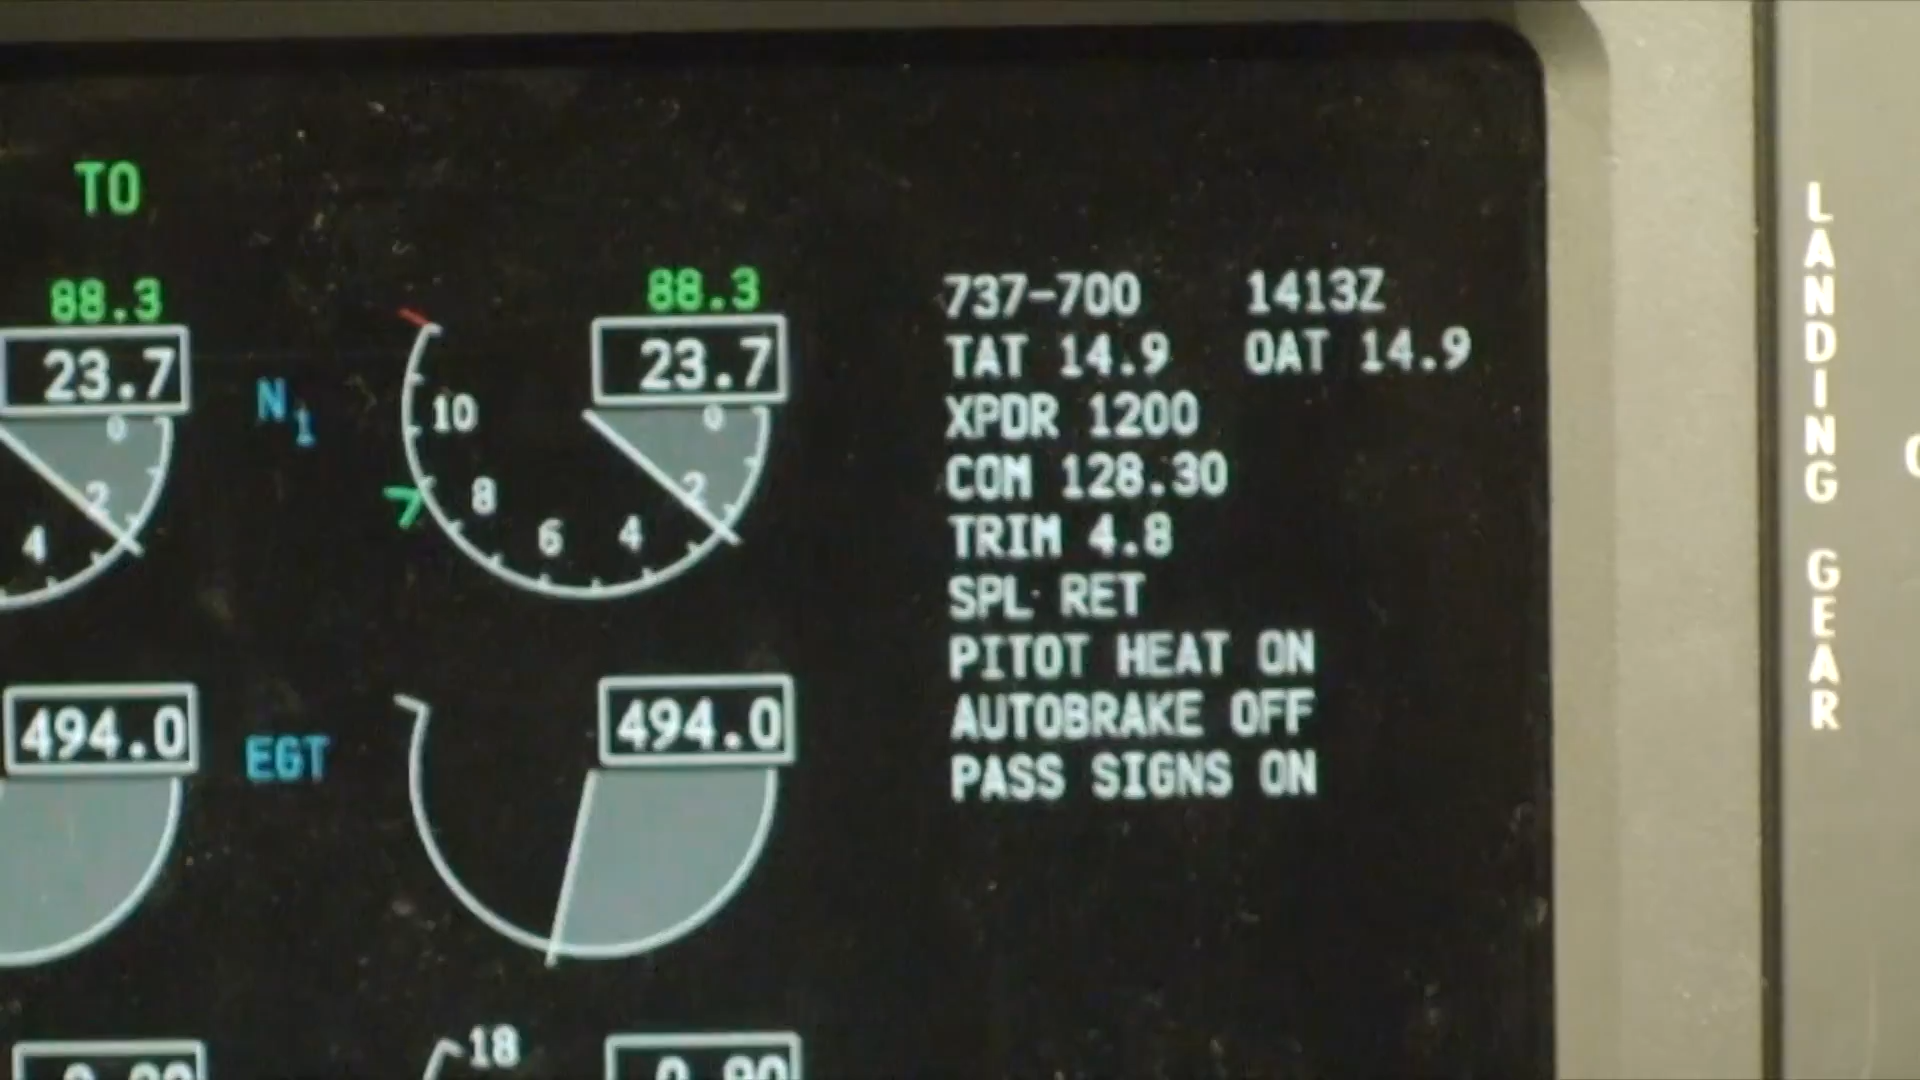 TO
88.3
88.3
23.7
N1
23.7
0
2
4
10
8
6
4
2
0
494.0
EGT
494.0
18
737-700 1413Z
TAT 14.9 OAT 14.9
XPDR 1200
COM 128.30
TRIM 4.8
SPL RET
PITOT HEAT ON
AUTOBRAKE OFF
PASS SIGNS ON
LANDING GEAR